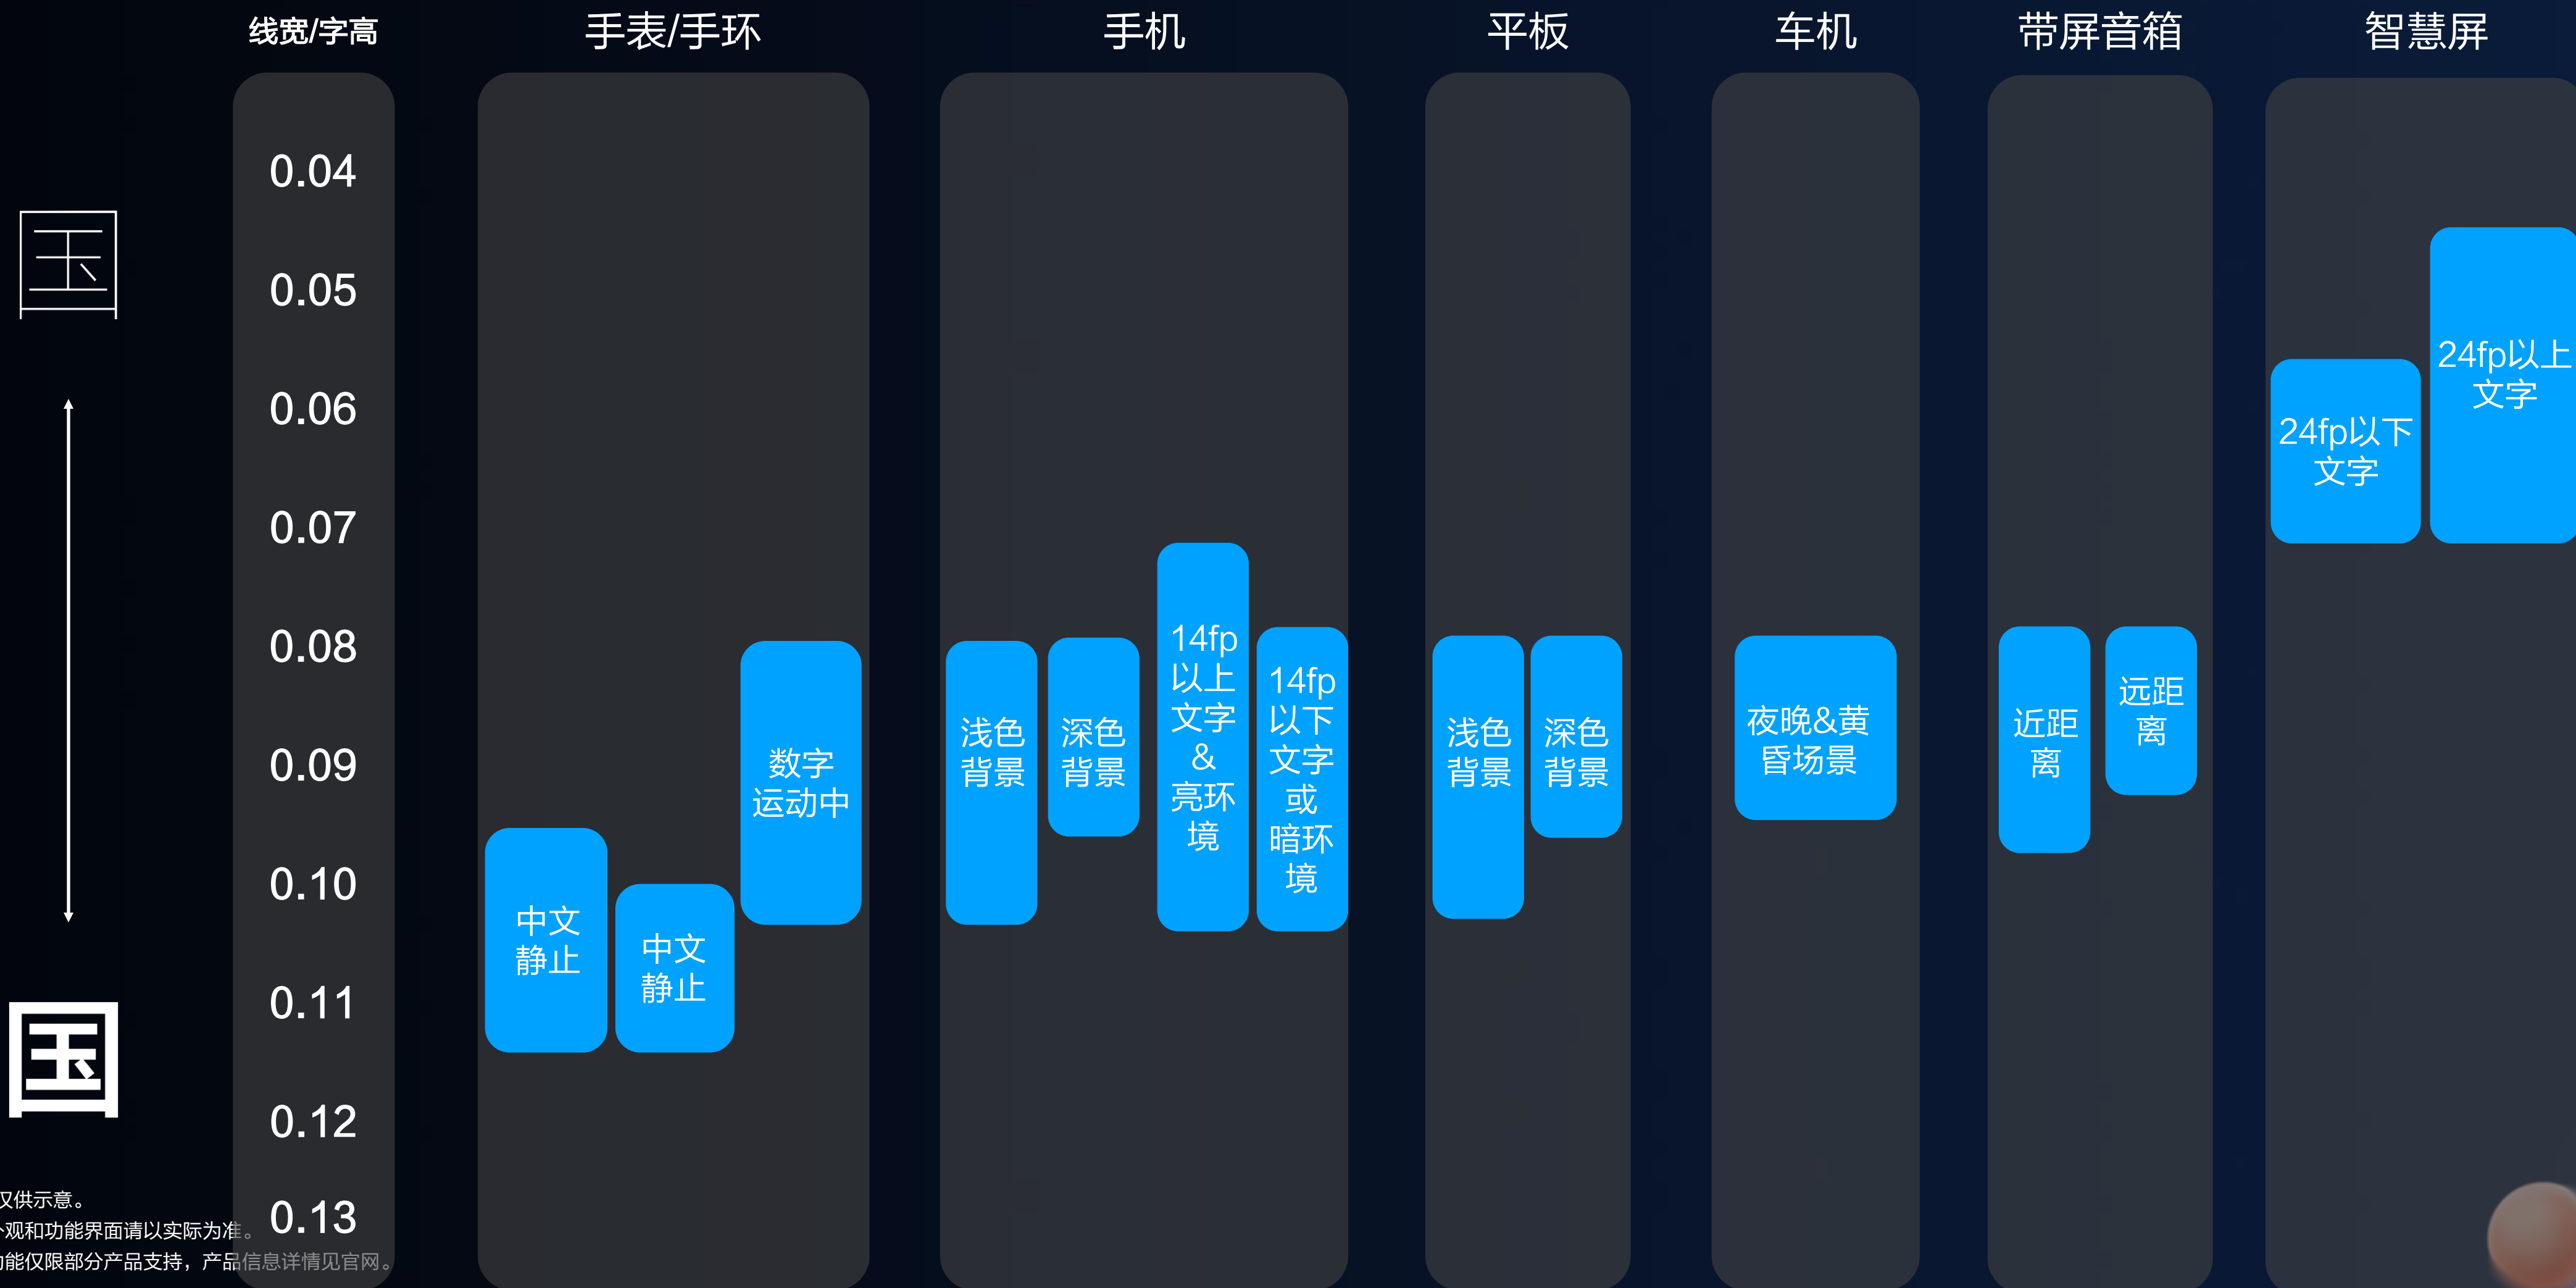 线宽/字高
手表/手环
手机
平板
车机
带屏音箱
智慧屏
国
国
0.04
0.05
0.06
0.07
0.08
0.09
0.10
0.11
0.12
0.13
中文
静止
中文
静止
数字
运动中
浅色
背景
深色
背景
14fp
以上
文字
&
亮环
境
14fp
以下
文字
或
暗环
境
浅色
背景
深色
背景
夜晚&黄
昏场景
近距
离
远距
离
24fp以下
文字
24fp以上
文字
仅供示意。
外观和功能界面请以实际为准。
功能仅限部分产品支持，产品信息详情见官网。